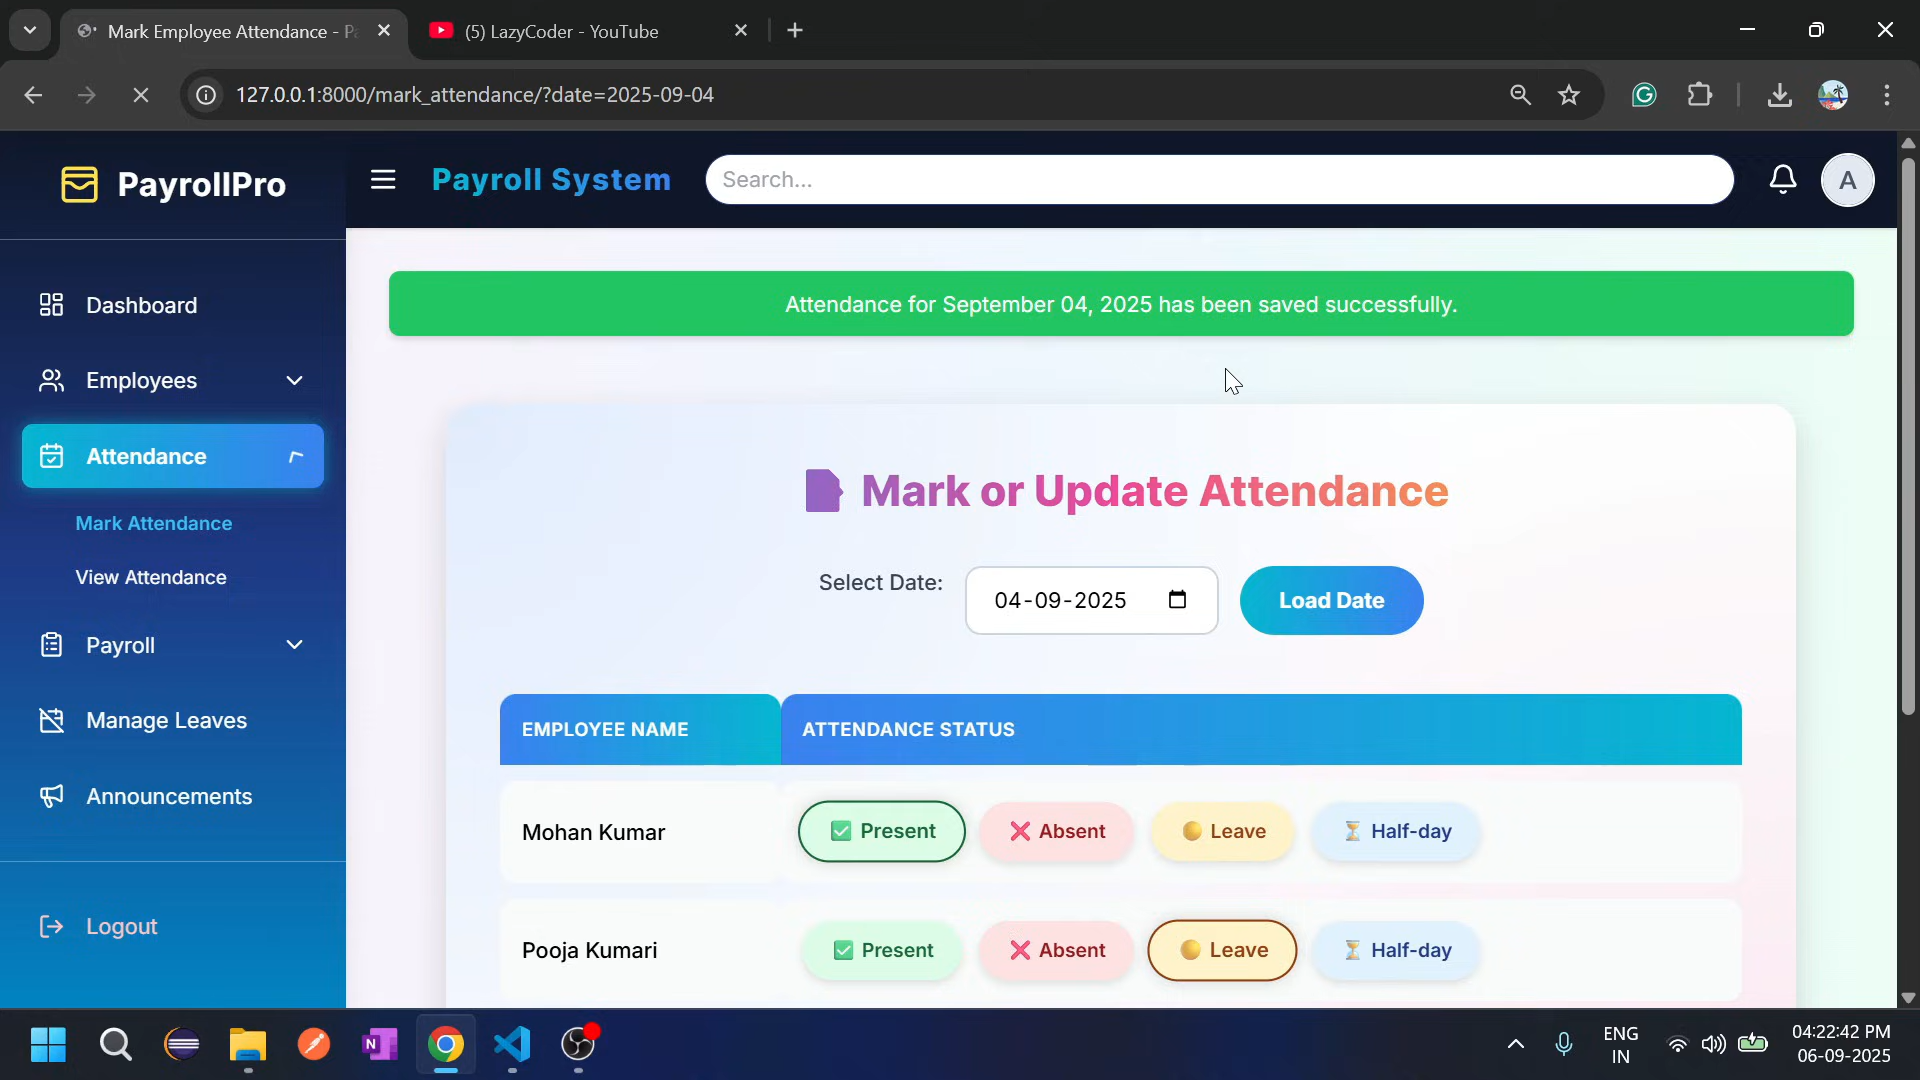 Mark Employee Attendance - P
(5) LazyCoder - YouTube
127.0.0.1:8000/mark_attendance/?date=2025-09-04
PayrollPro
Payroll System
Search...
A
Attendance for September 04, 2025 has been saved successfully.
Dashboard
Employees
Attendance
Mark Attendance
View Attendance
Payroll
Manage Leaves
Announcements
Logout
Mark or Update Attendance
Select Date:
04-09-2025
Load Date
EMPLOYEE NAME
ATTENDANCE STATUS
Mohan Kumar
Present
Absent
Leave
Half-day
Pooja Kumari
Present
Absent
Leave
Half-day
ENG
IN
04:22:42 PM
06-09-2025